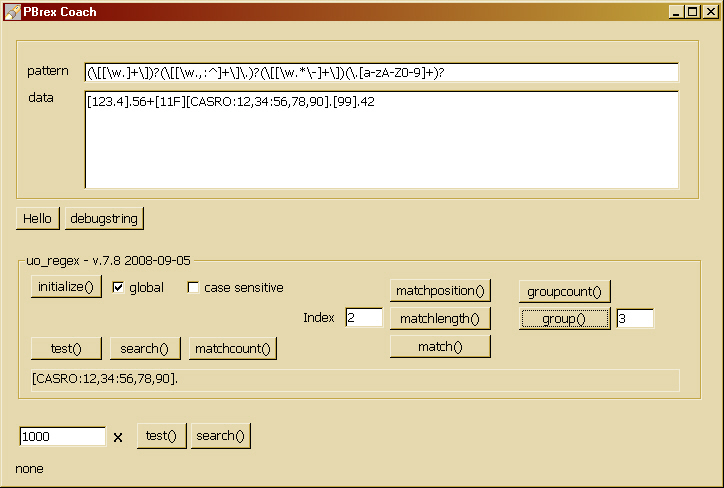 PBrex Coach
pattern (\[[\w.]+\])?(\[[\w.,:^]+\]\.)?(\[[\w.*\-]+\])(\.[a-zA-Z0-9]+)?
data [123.4].56+[11F][CASRO:12,34:56,78,90].[99].42
Hello debugstring
uo_regex - v.7.8 2008-09-05
initialize() global case sensitive matchposition() groupcount()
Index 2 matchlength() group() 3
test() search() matchcount() match()
[CASRO:12,34:56,78,90].
1000 x test() search()
none